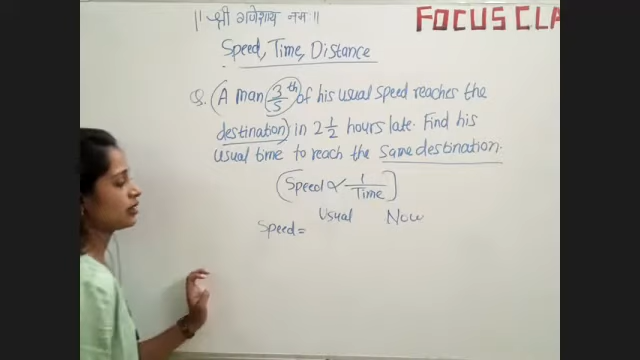 ॥ श्री गणेशाय नमः ॥
FOCUS CLA
Speed, Time, Distance
Q. (A man 3/5 th of his usual speed reaches the
destination) in 2 1/2 hours late. Find his
usual time to reach the same destination.
(Speed ∝ 1/Time)
Usual Now
Speed =